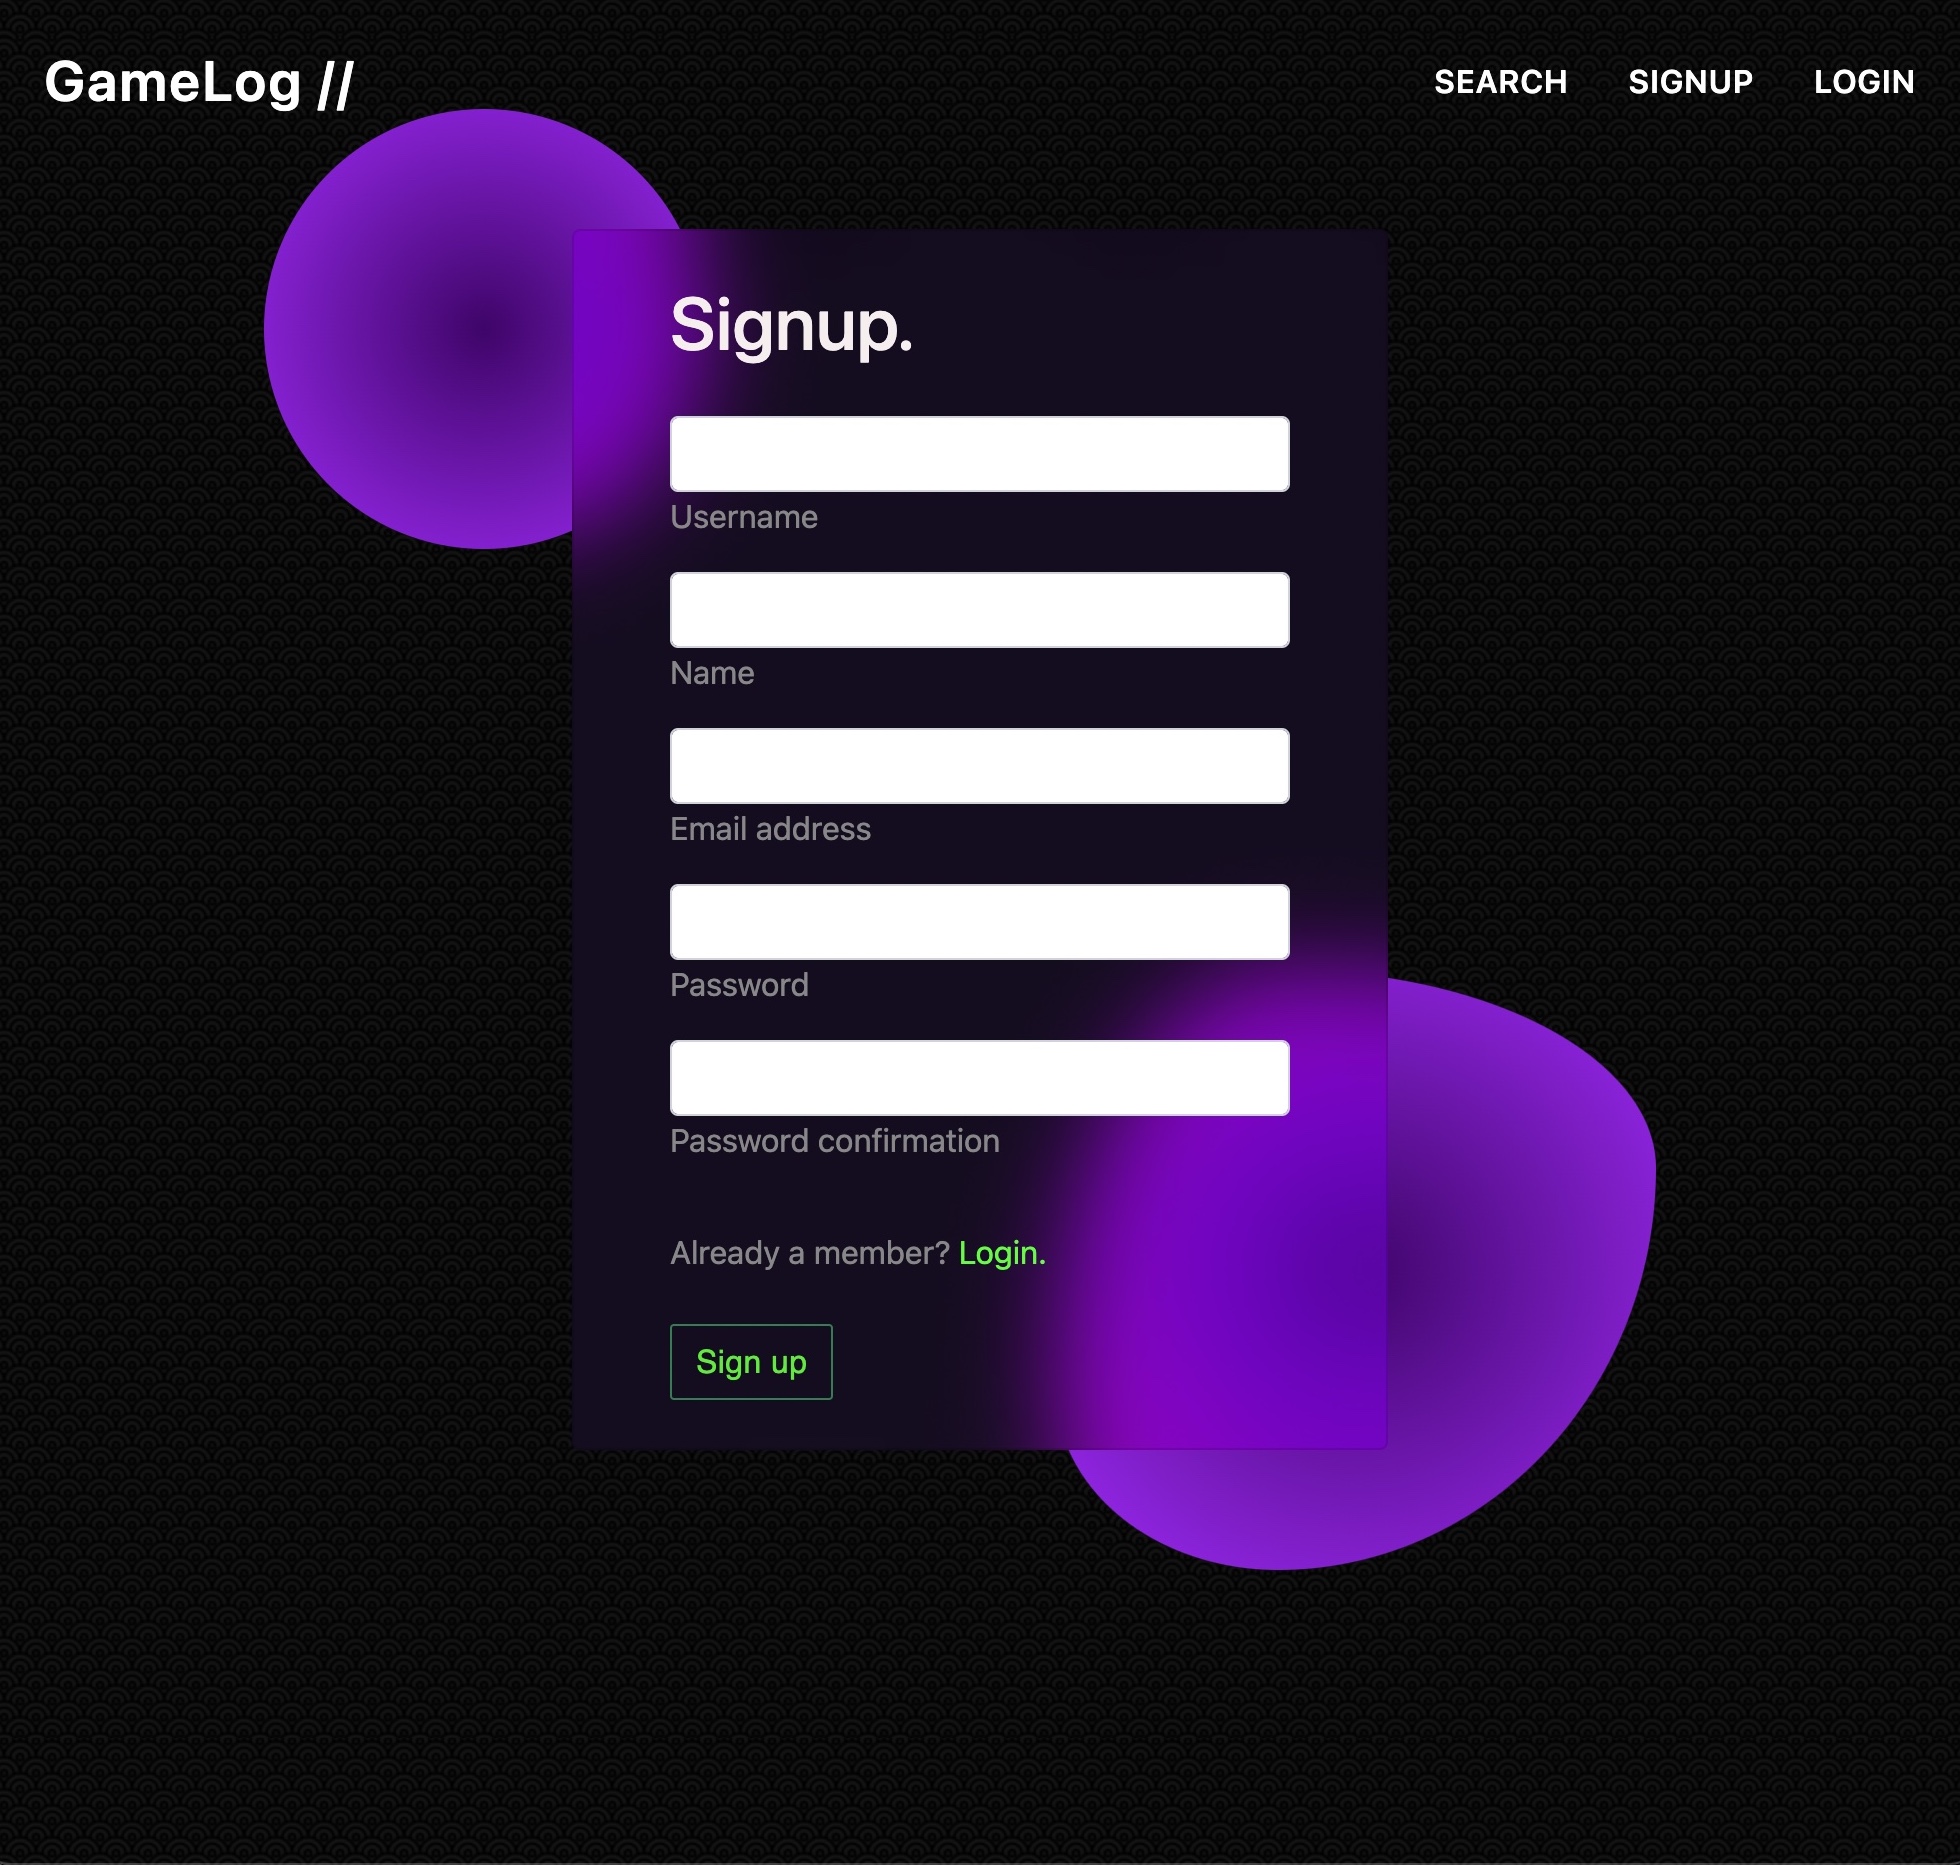 GameLog //
SEARCH SIGNUP LOGIN
Signup.
Username
Name
Email address
Password
Password confirmation
Already a member? Login.
Sign up